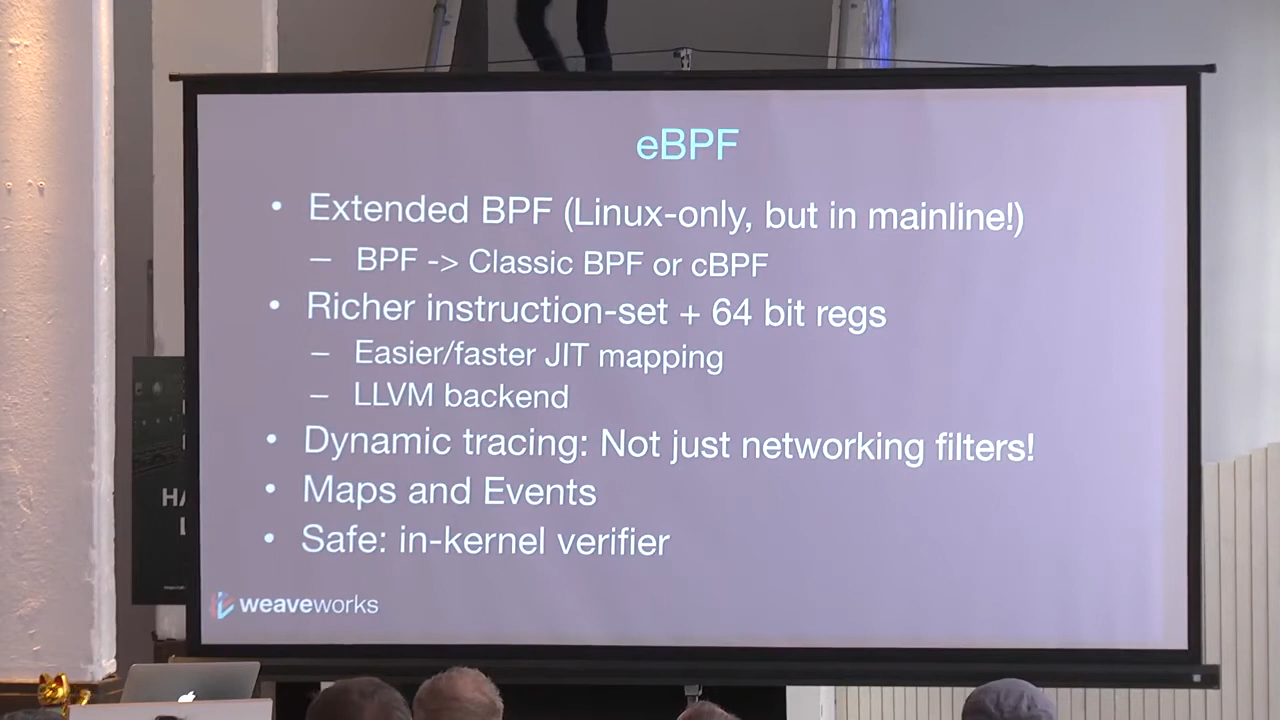 eBPF
• Extended BPF (Linux-only, but in mainline!)
– BPF -> Classic BPF or cBPF
• Richer instruction-set + 64 bit regs
– Easier/faster JIT mapping
– LLVM backend
• Dynamic tracing: Not just networking filters!
• Maps and Events
• Safe: in-kernel verifier
weaveworks